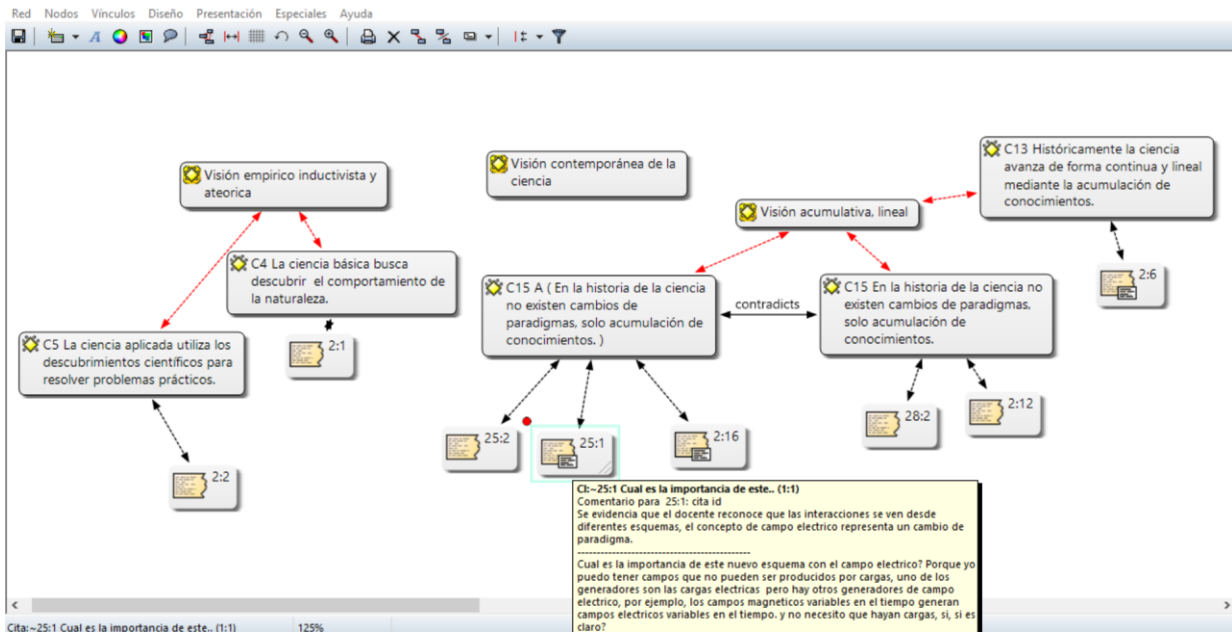 Red Nodos Vínculos Diseño Presentación Especiales Ayuda
Visión empirico inductivista y
ateorica
Visión contemporánea de la
ciencia
C13 Históricamente la ciencia
avanza de forma continua y lineal
mediante la acumulación de
conocimientos.
Visión acumulativa, lineal
C4 La ciencia básica busca
descubrir el comportamiento de
la naturaleza.
C15 A ( En la historia de la ciencia
no existen cambios de
paradigmas, solo acumulación de
conocimientos. )
contradicts
C15 En la historia de la ciencia no
existen cambios de paradigmas,
solo acumulación de
conocimientos.
2:6
C5 La ciencia aplicada utiliza los
descubrimientos científicos para
resolver problemas prácticos.
2:1
25:2
25:1
2:16
28:2
2:12
2:2
CI:~25:1 Cual es la importancia de este.. (1:1)
Comentario para 25:1: cita id
Se evidencia que el docente reconoce que las interacciones se ven desde
diferentes esquemas, el concepto de campo electrico representa un cambio de
paradigma.
--------------------------------------------
Cual es la importancia de este nuevo esquema con el campo electrico? Porque yo
puedo tener campos que no pueden ser producidos por cargas, uno de los
generadores son las cargas electricas pero hay otros generadores de campo
electrico, por ejemplo, los campos magneticos variables en el tiempo generan
campos electricos variables en el tiempo. y no necesito que hayan cargas, si, si es
claro?
Cita:~25:1 Cual es la importancia de este.. (1:1) 125%